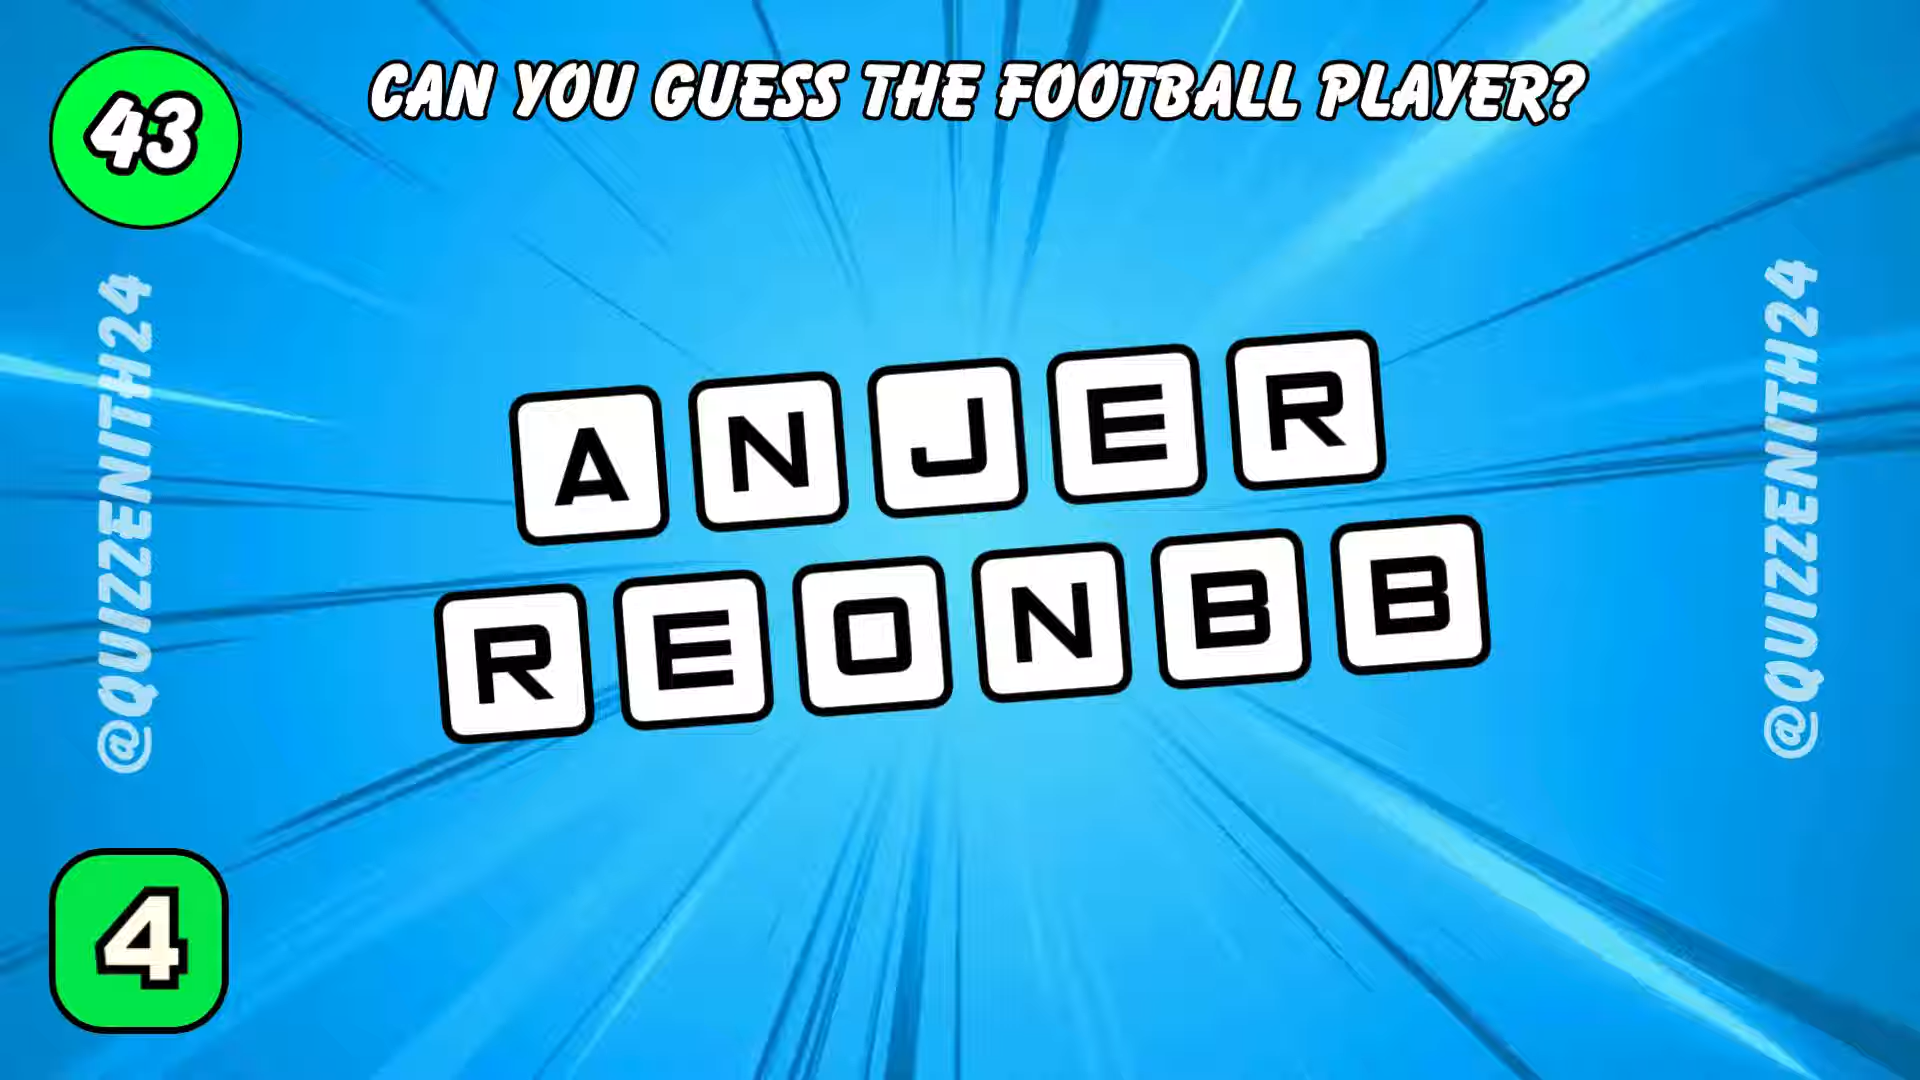 43
CAN YOU GUESS THE FOOTBALL PLAYER?
@QUIZZENITH24
@QUIZZENITH24
ANJER
REONBB
4